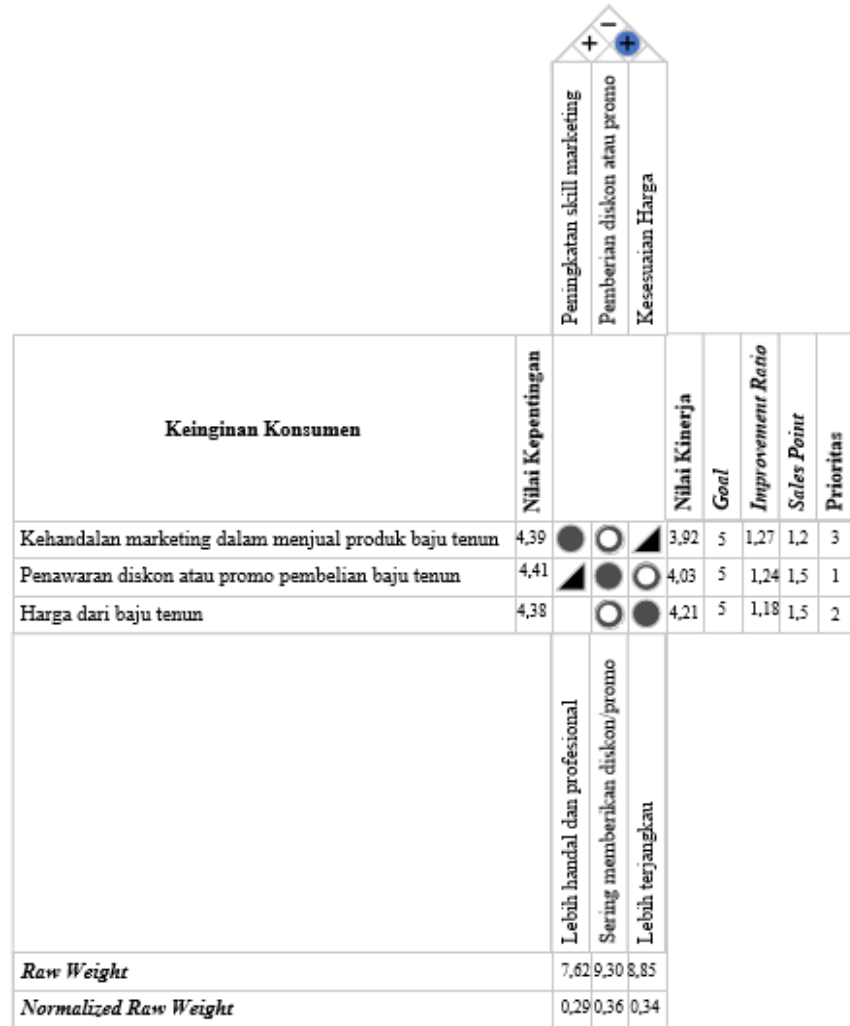 −
+ +
Peningkatan skill marketing
Pemberian diskon atau promo
Kesesuaian Harga
Keinginan Konsumen
Nilai Kepentingan
Nilai Kinerja
Goal
Improvement Ratio
Sales Point
Prioritas
Kehandalan marketing dalam menjual produk baju tenun 4,39 3,92 5 1,27 1,2 3
Penawaran diskon atau promo pembelian baju tenun 4,41 4,03 5 1,24 1,5 1
Harga dari baju tenun 4,38 4,21 5 1,18 1,5 2
Lebih handal dan profesional
Sering memberikan diskon/promo
Lebih terjangkau
Raw Weight 7,62 9,30 8,85
Normalized Raw Weight 0,29 0,36 0,34